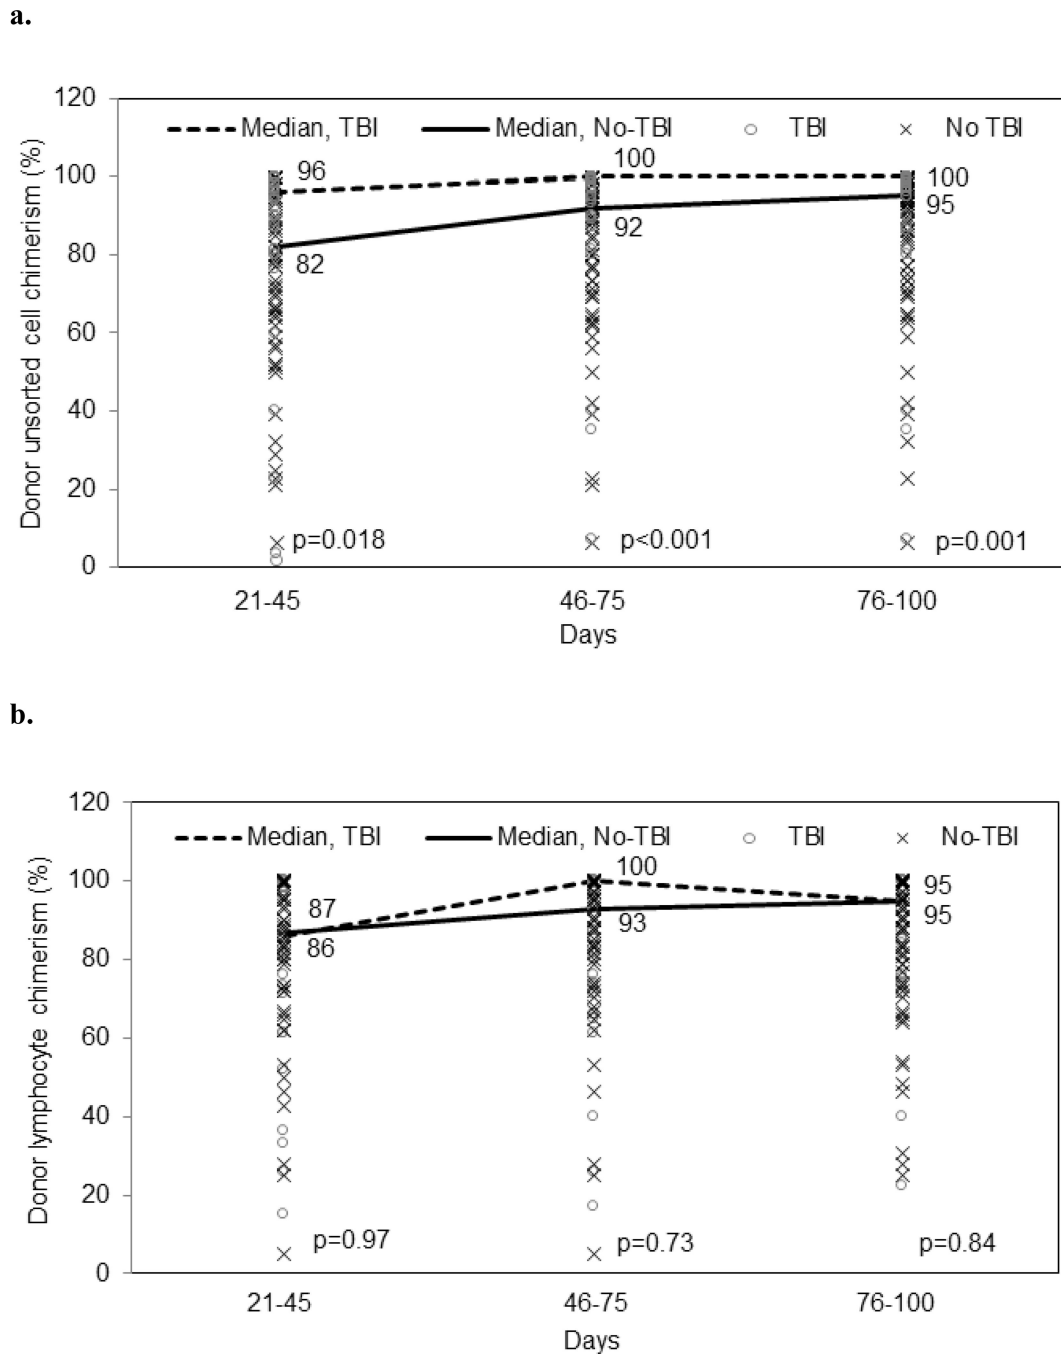 a.
120
Median, TBI Median, No-TBI TBI No TBI
100
96 100 100
95
92
82
80
60
40
20
0
Donor unsorted cell chimerism (%)
p=0.018 p<0.001 p=0.001
21-45 46-75 76-100
Days
b.
120
Median, TBI Median, No-TBI TBI No-TBI
100
100
87 95
86 93 95
80
60
40
20
0
Donor lymphocyte chimerism (%)
p=0.97 p=0.73 p=0.84
21-45 46-75 76-100
Days